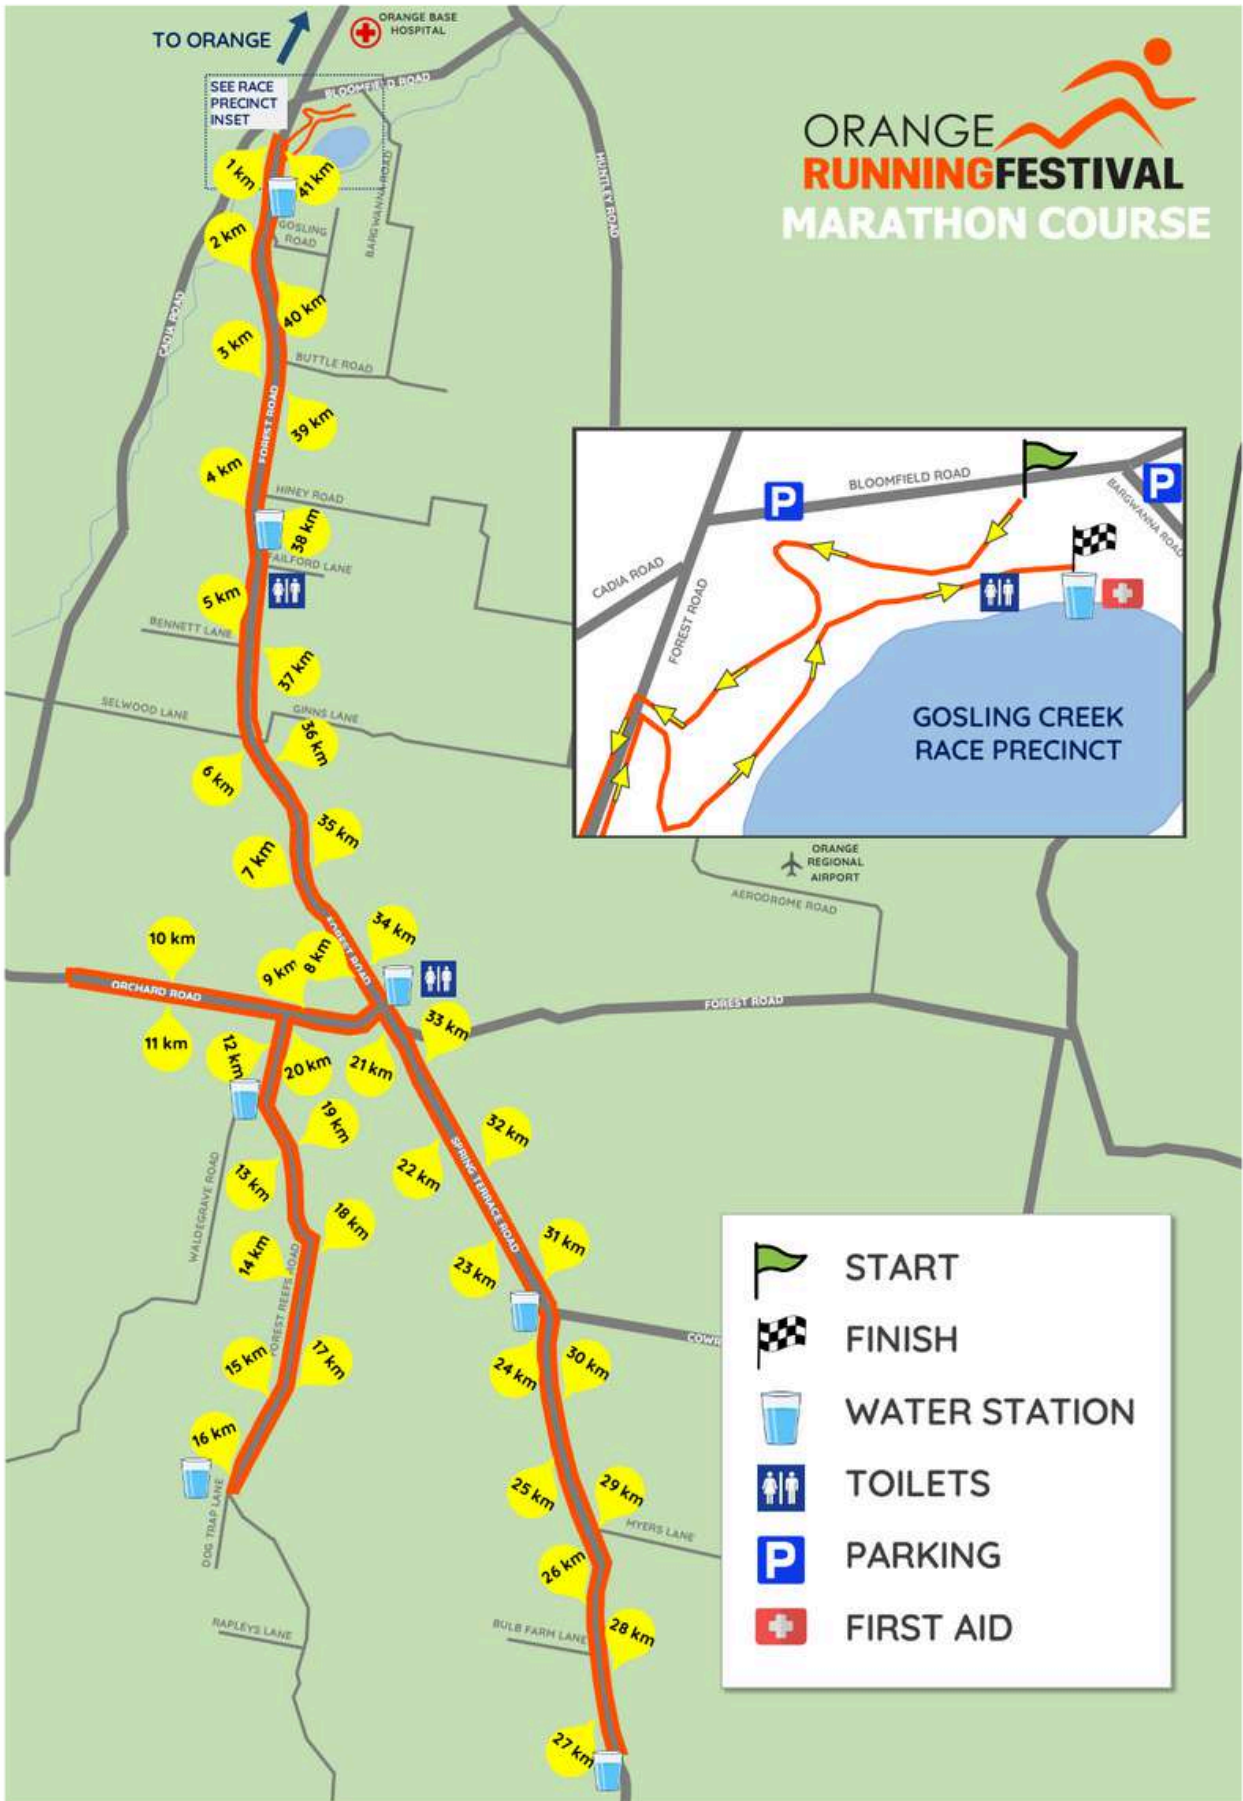 TO ORANGE
ORANGE BASE
HOSPITAL
SEE RACE
PRECINCT
INSET
BLOOMFIELD ROAD
ORANGE
RUNNINGFESTIVAL
MARATHON COURSE
HUNTLEY ROAD
BARGWANNA ROAD
1 km
41 km
GOSLING
ROAD
2 km
CADIA ROAD
40 km
3 km
BUTTLE ROAD
FOREST ROAD
39 km
4 km
HINEY ROAD
38 km
FAILFORD LANE
5 km
BENNETT LANE
37 km
SELWOOD LANE
GINNS LANE
36 km
6 km
35 km
7 km
P
BLOOMFIELD ROAD
P
BARGWANNA ROAD
CADIA ROAD
FOREST ROAD
GOSLING CREEK
RACE PRECINCT
ORANGE
REGIONAL
AIRPORT
AERODROME ROAD
34 km
10 km
9 km
8 km
FOREST ROAD
ORCHARD ROAD
FOREST ROAD
33 km
11 km
12 km
20 km
21 km
19 km
32 km
13 km
22 km
SPRING TERRACE ROAD
WALDEGRAVE ROAD
18 km
14 km
31 km
23 km
FOREST REEFS ROAD
15 km
17 km
24 km
30 km
COWR
16 km
DOG TRAP LANE
25 km
29 km
MYERS LANE
26 km
RAPLEYS LANE
BULB FARM LANE
28 km
27 km
START
FINISH
WATER STATION
TOILETS
P PARKING
FIRST AID